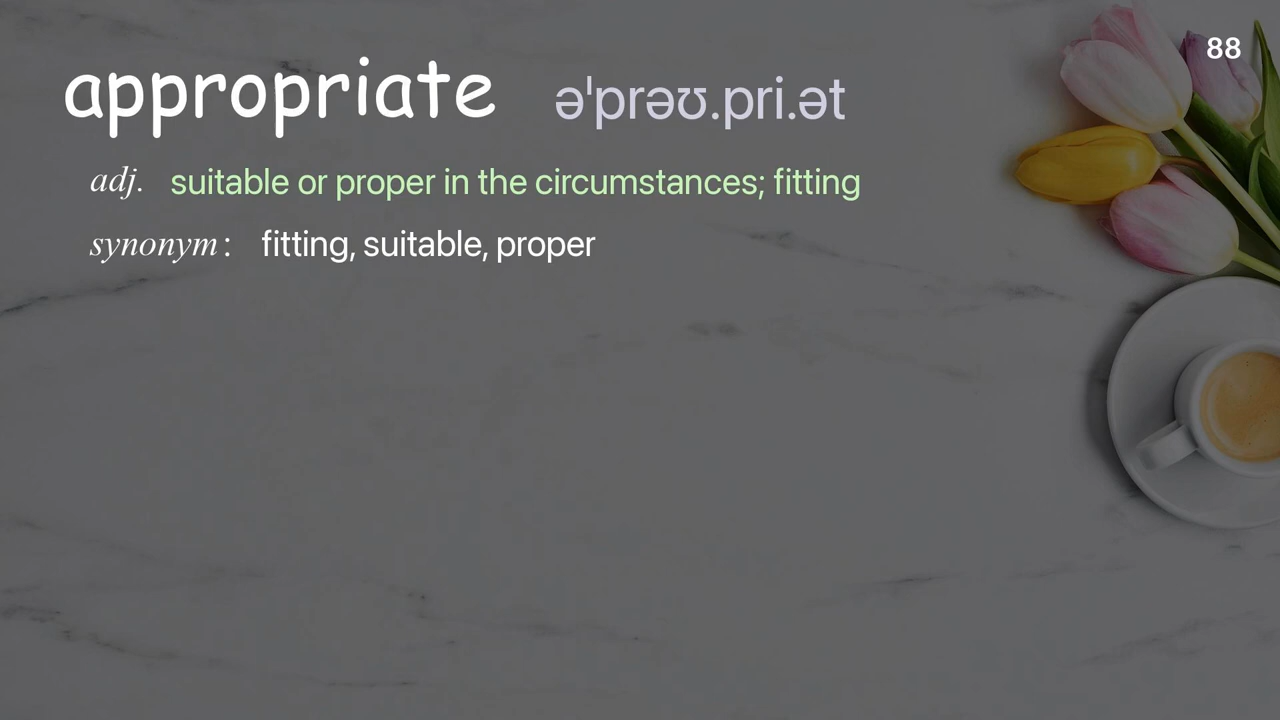 88
appropriate əˈprəʊ.pri.ət
adj. suitable or proper in the circumstances; fitting
synonym: fitting, suitable, proper